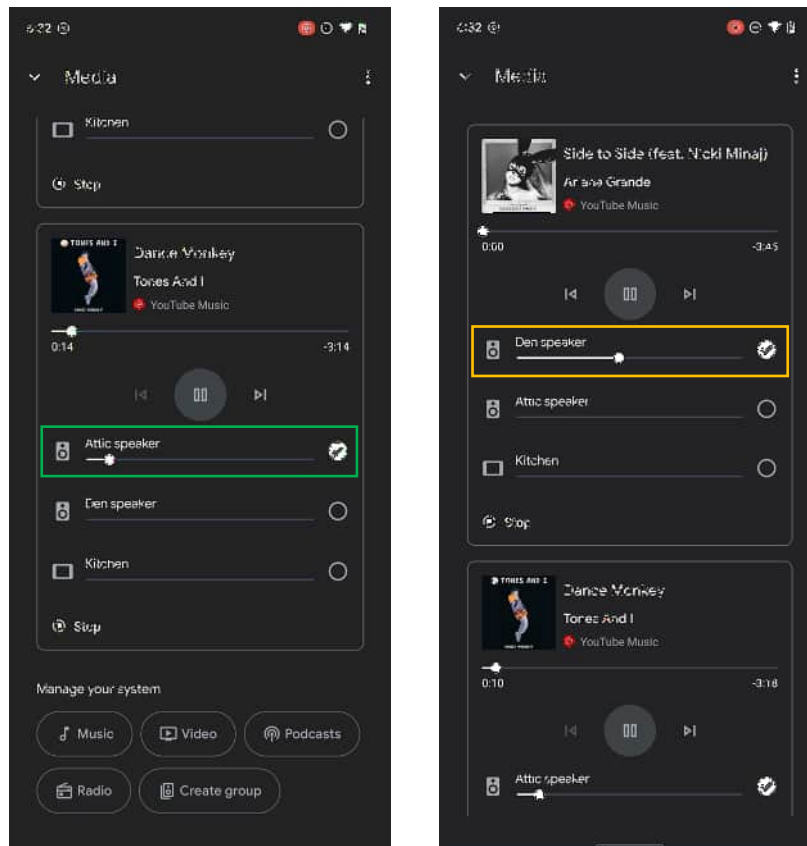 Media
Kitchen
Stop
TONES AND I
Dance Monkey
Tones And I
YouTube Music
0:14
-3:14
Attic speaker
Den speaker
Kitchen
Stop
Manage your system
Music
Video
Podcasts
Radio
Create group
Media
Side to Side (feat. Nicki Minaj)
Ariana Grande
YouTube Music
0:00
-3:45
Den speaker
Attic speaker
Kitchen
Stop
TONES AND I
Dance Monkey
Tones And I
YouTube Music
0:10
-3:18
Attic speaker